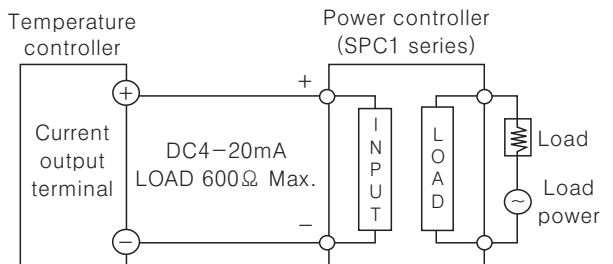 Temperature
controller
Power controller
(SPC1 series)
+
+
Current
output
terminal
DC4-20mA
LOAD 600Ω Max.
INPUT
LOAD
Load
~
Load
power
−
−